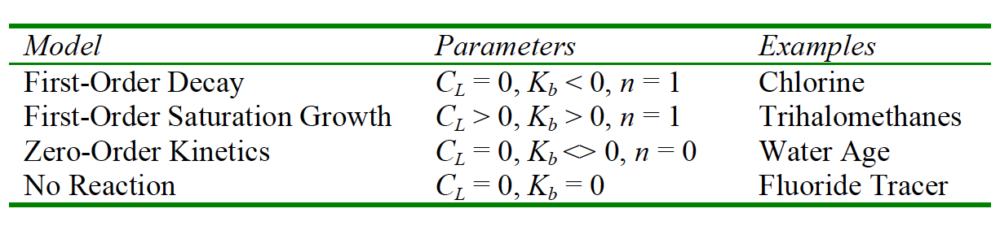 Model Parameters Examples
First-Order Decay C_L = 0, K_b < 0, n = 1 Chlorine
First-Order Saturation Growth C_L > 0, K_b > 0, n = 1 Trihalomethanes
Zero-Order Kinetics C_L = 0, K_b <> 0, n = 0 Water Age
No Reaction C_L = 0, K_b = 0 Fluoride Tracer